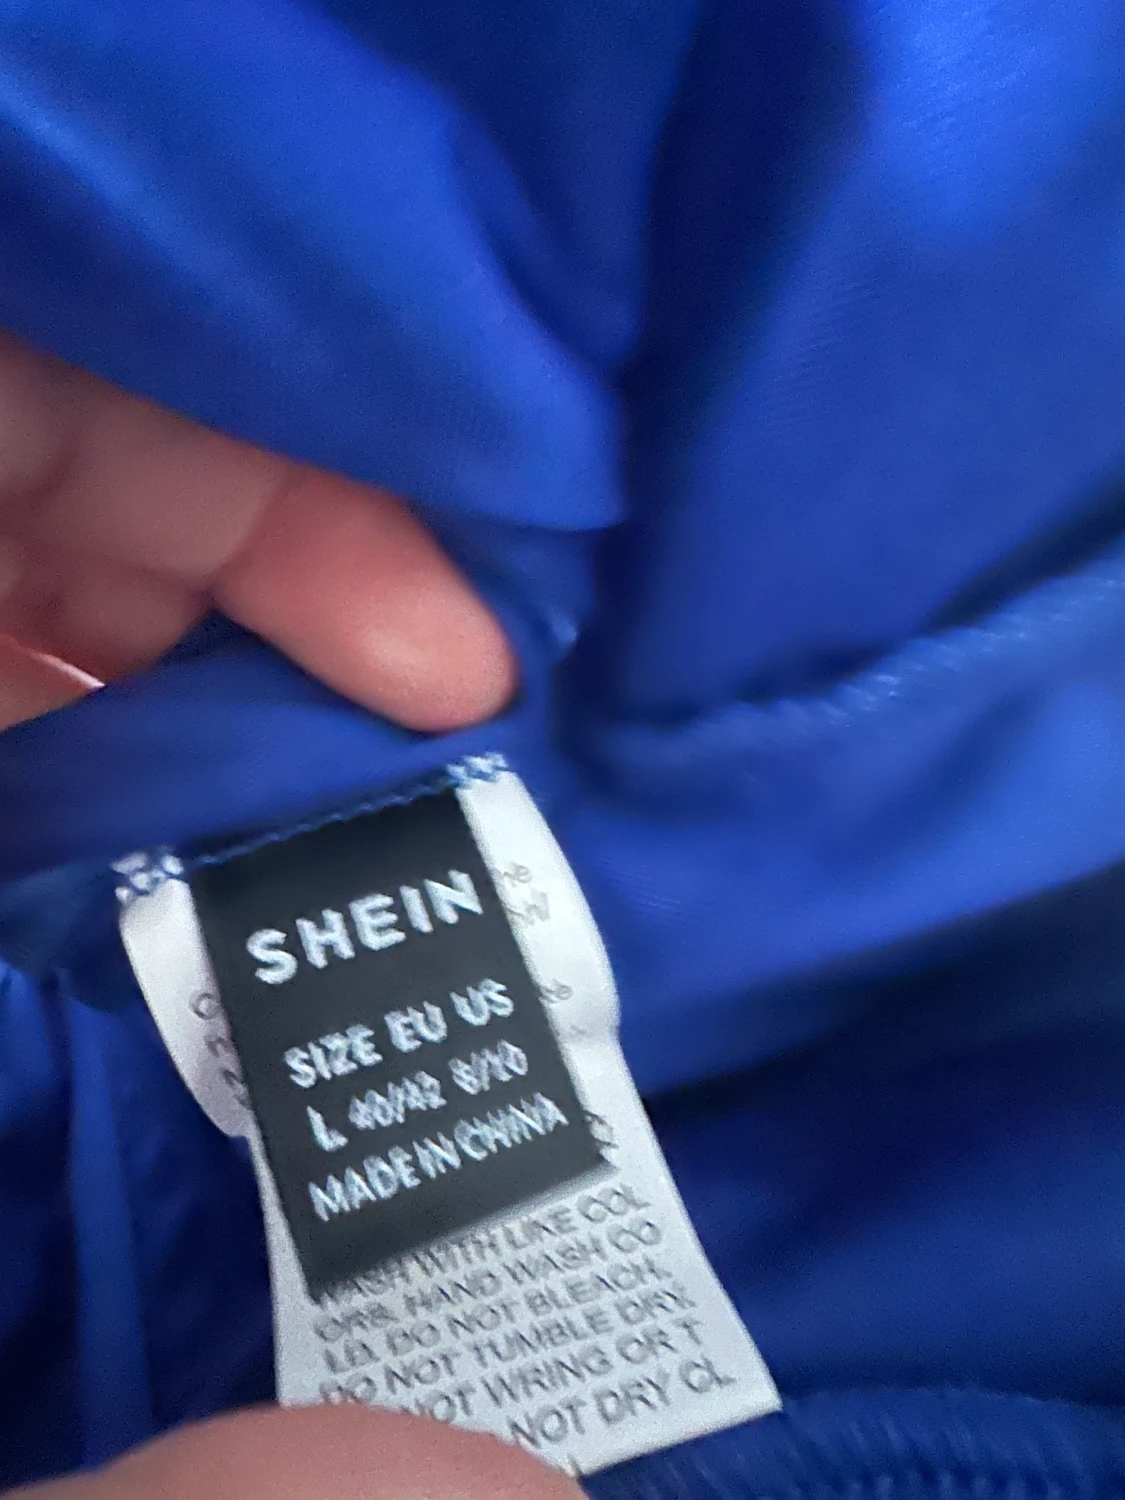 SHEIN
SIZE EU US
L 40/42 8/10
MADE IN CHINA
WASH WITH LIKE COL
ORS, HAND WASH CO
LD, DO NOT BLEACH,
DO NOT TUMBLE DRY,
NOT WRING OR T
NOT DRY CL